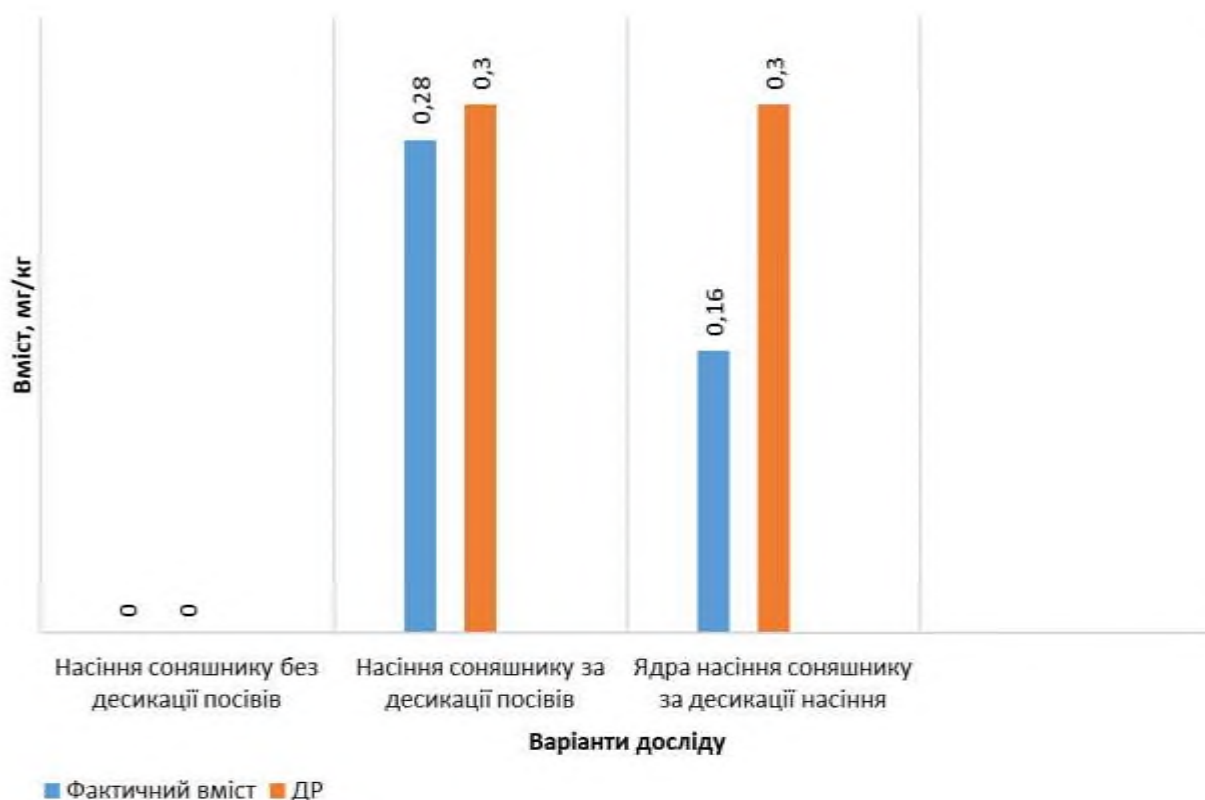 0,28
0,3
0,3
0,16
0
0
Вміст, мг/кг
Насіння соняшнику без
десикації посівів
Насіння соняшнику за
десикації посівів
Ядра насіння соняшнику
за десикації насіння
Варіанти досліду
Фактичний вміст
ДР